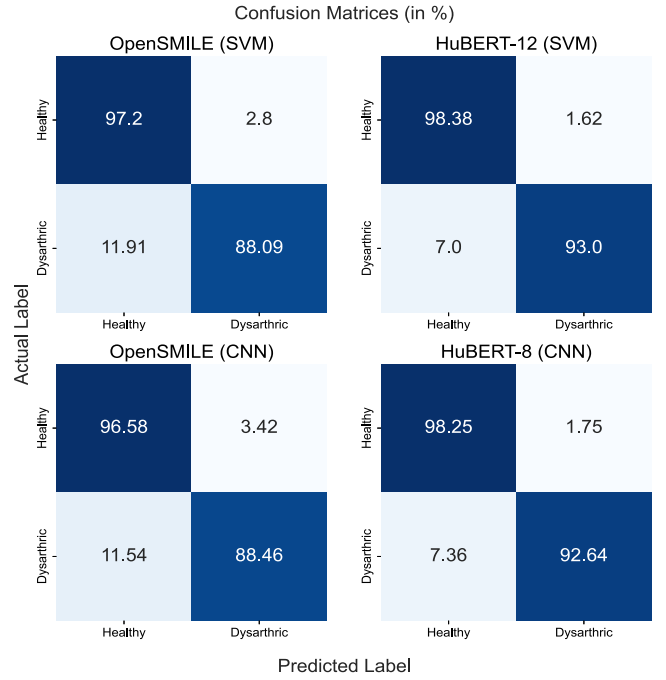 Confusion Matrices (in %)
OpenSMILE (SVM)
HuBERT-12 (SVM)
Healthy
97.2
2.8
Healthy
98.38
1.62
Dysarthric
11.91
88.09
Dysarthric
7.0
93.0
Healthy
Dysarthric
Healthy
Dysarthric
Actual Label
OpenSMILE (CNN)
HuBERT-8 (CNN)
Healthy
96.58
3.42
Healthy
98.25
1.75
Dysarthric
11.54
88.46
Dysarthric
7.36
92.64
Healthy
Dysarthric
Healthy
Dysarthric
Predicted Label